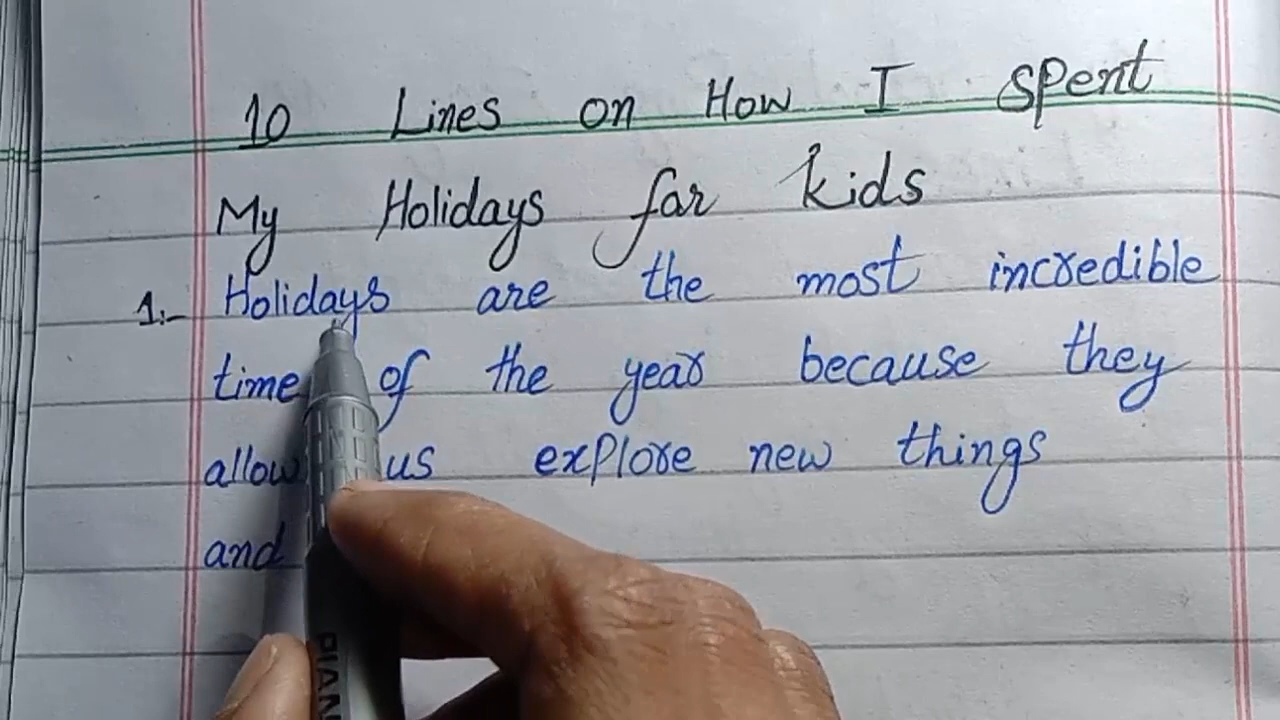 10 Lines on How I spent
My Holidays for kids
1:- Holidays are the most incredible
time of the year because they
allow us explore new things
and